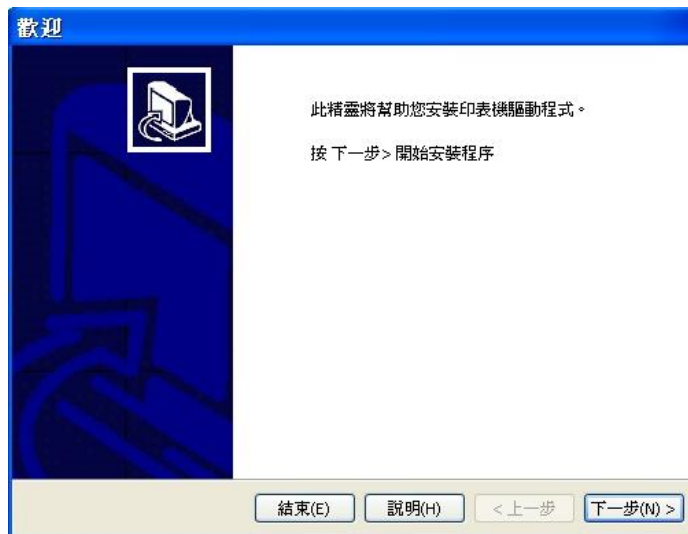 歡迎
此精靈將幫助您安裝印表機驅動程式。
按 下一步> 開始安裝程序
結束(E)
說明(H)
<上一步
下一步(N) >